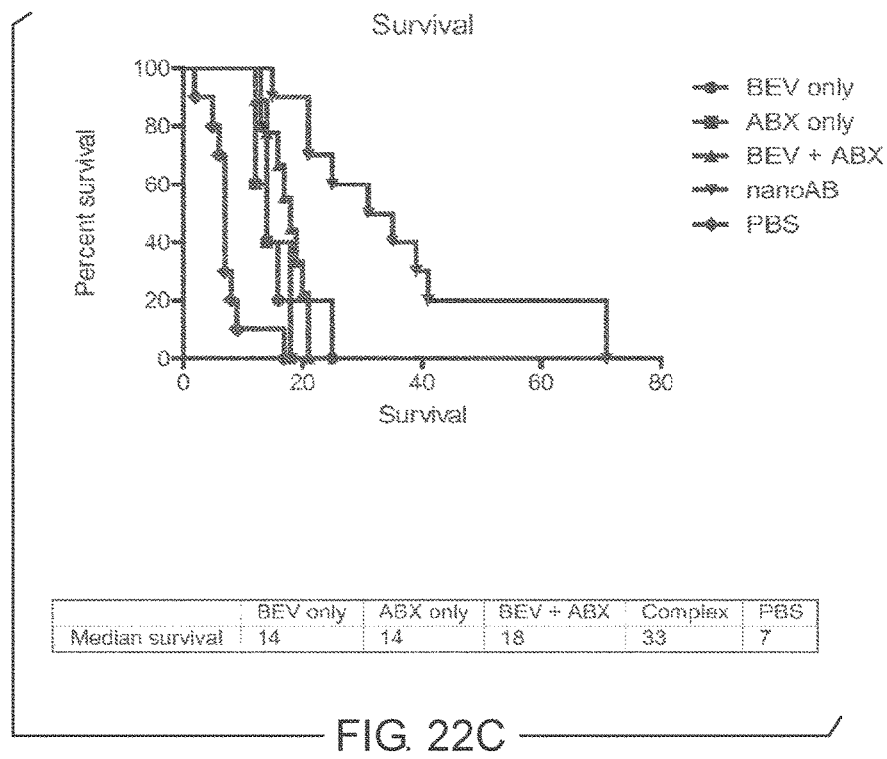 Survival
100
80
60
40
20
0
Percent survival
0 20 40 60 80
Survival
BEV only
ABX only
BEV + ABX
nanoAB
PBS
BEV only ABX only BEV + ABX Complex PBS
Median survival 14 14 18 33 7
FIG. 22C